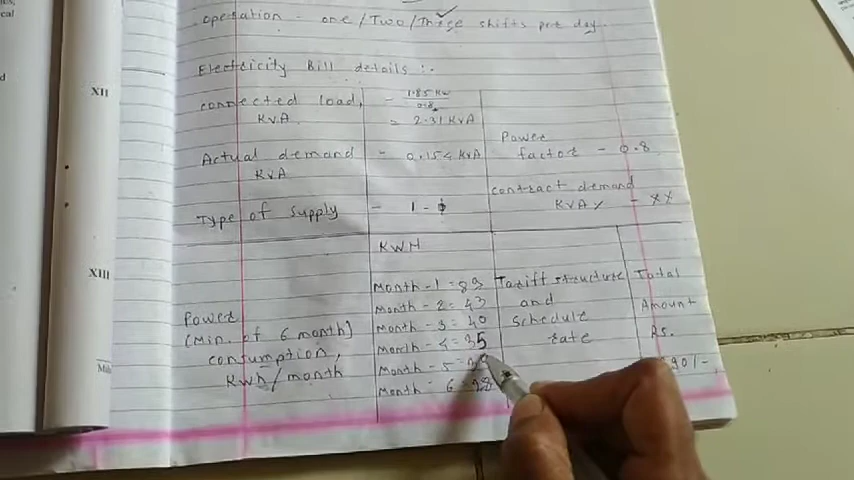 operation - one / Two / Three shifts per day.
Electricity Bill details :-
connected load, KVA - 1.85 KW / 0.8
= 2.31 KVA
Actual demand KVA - 0.154 KVA
Power factor - 0.8
Type of supply - 1-ɸ
contract demand KVA - XX
KWH
Power (Min. of 6 month) consumption, KWh / month
Month - 1 = 83
Month - 2 = 43
Month - 3 = 40
Month - 4 = 35
Month - 5 =
Month - 6 = 28
Tariff structure and schedule rate
Total Amount Rs.
90/-
XII
XIII